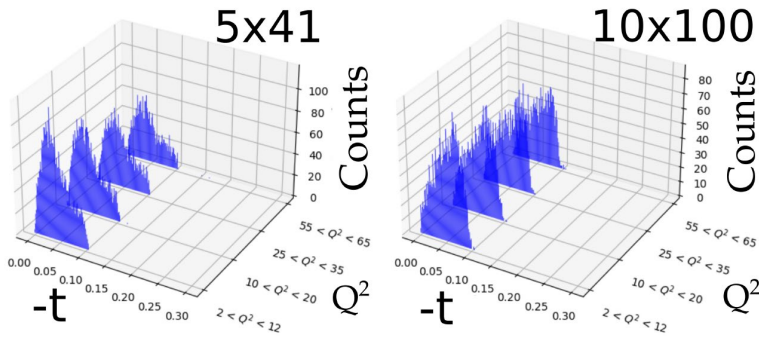 5x41
100
80
60
40
20
0
Counts
0.00
0.05
0.10
0.15
0.20
0.25
0.30
-t
55 < Q² < 65
25 < Q² < 35
10 < Q² < 20
2 < Q² < 12
Q²
10x100
80
70
60
50
40
30
20
10
0
Counts
0.00
0.05
0.10
0.15
0.20
0.25
0.30
-t
55 < Q² < 65
25 < Q² < 35
10 < Q² < 20
2 < Q² < 12
Q²